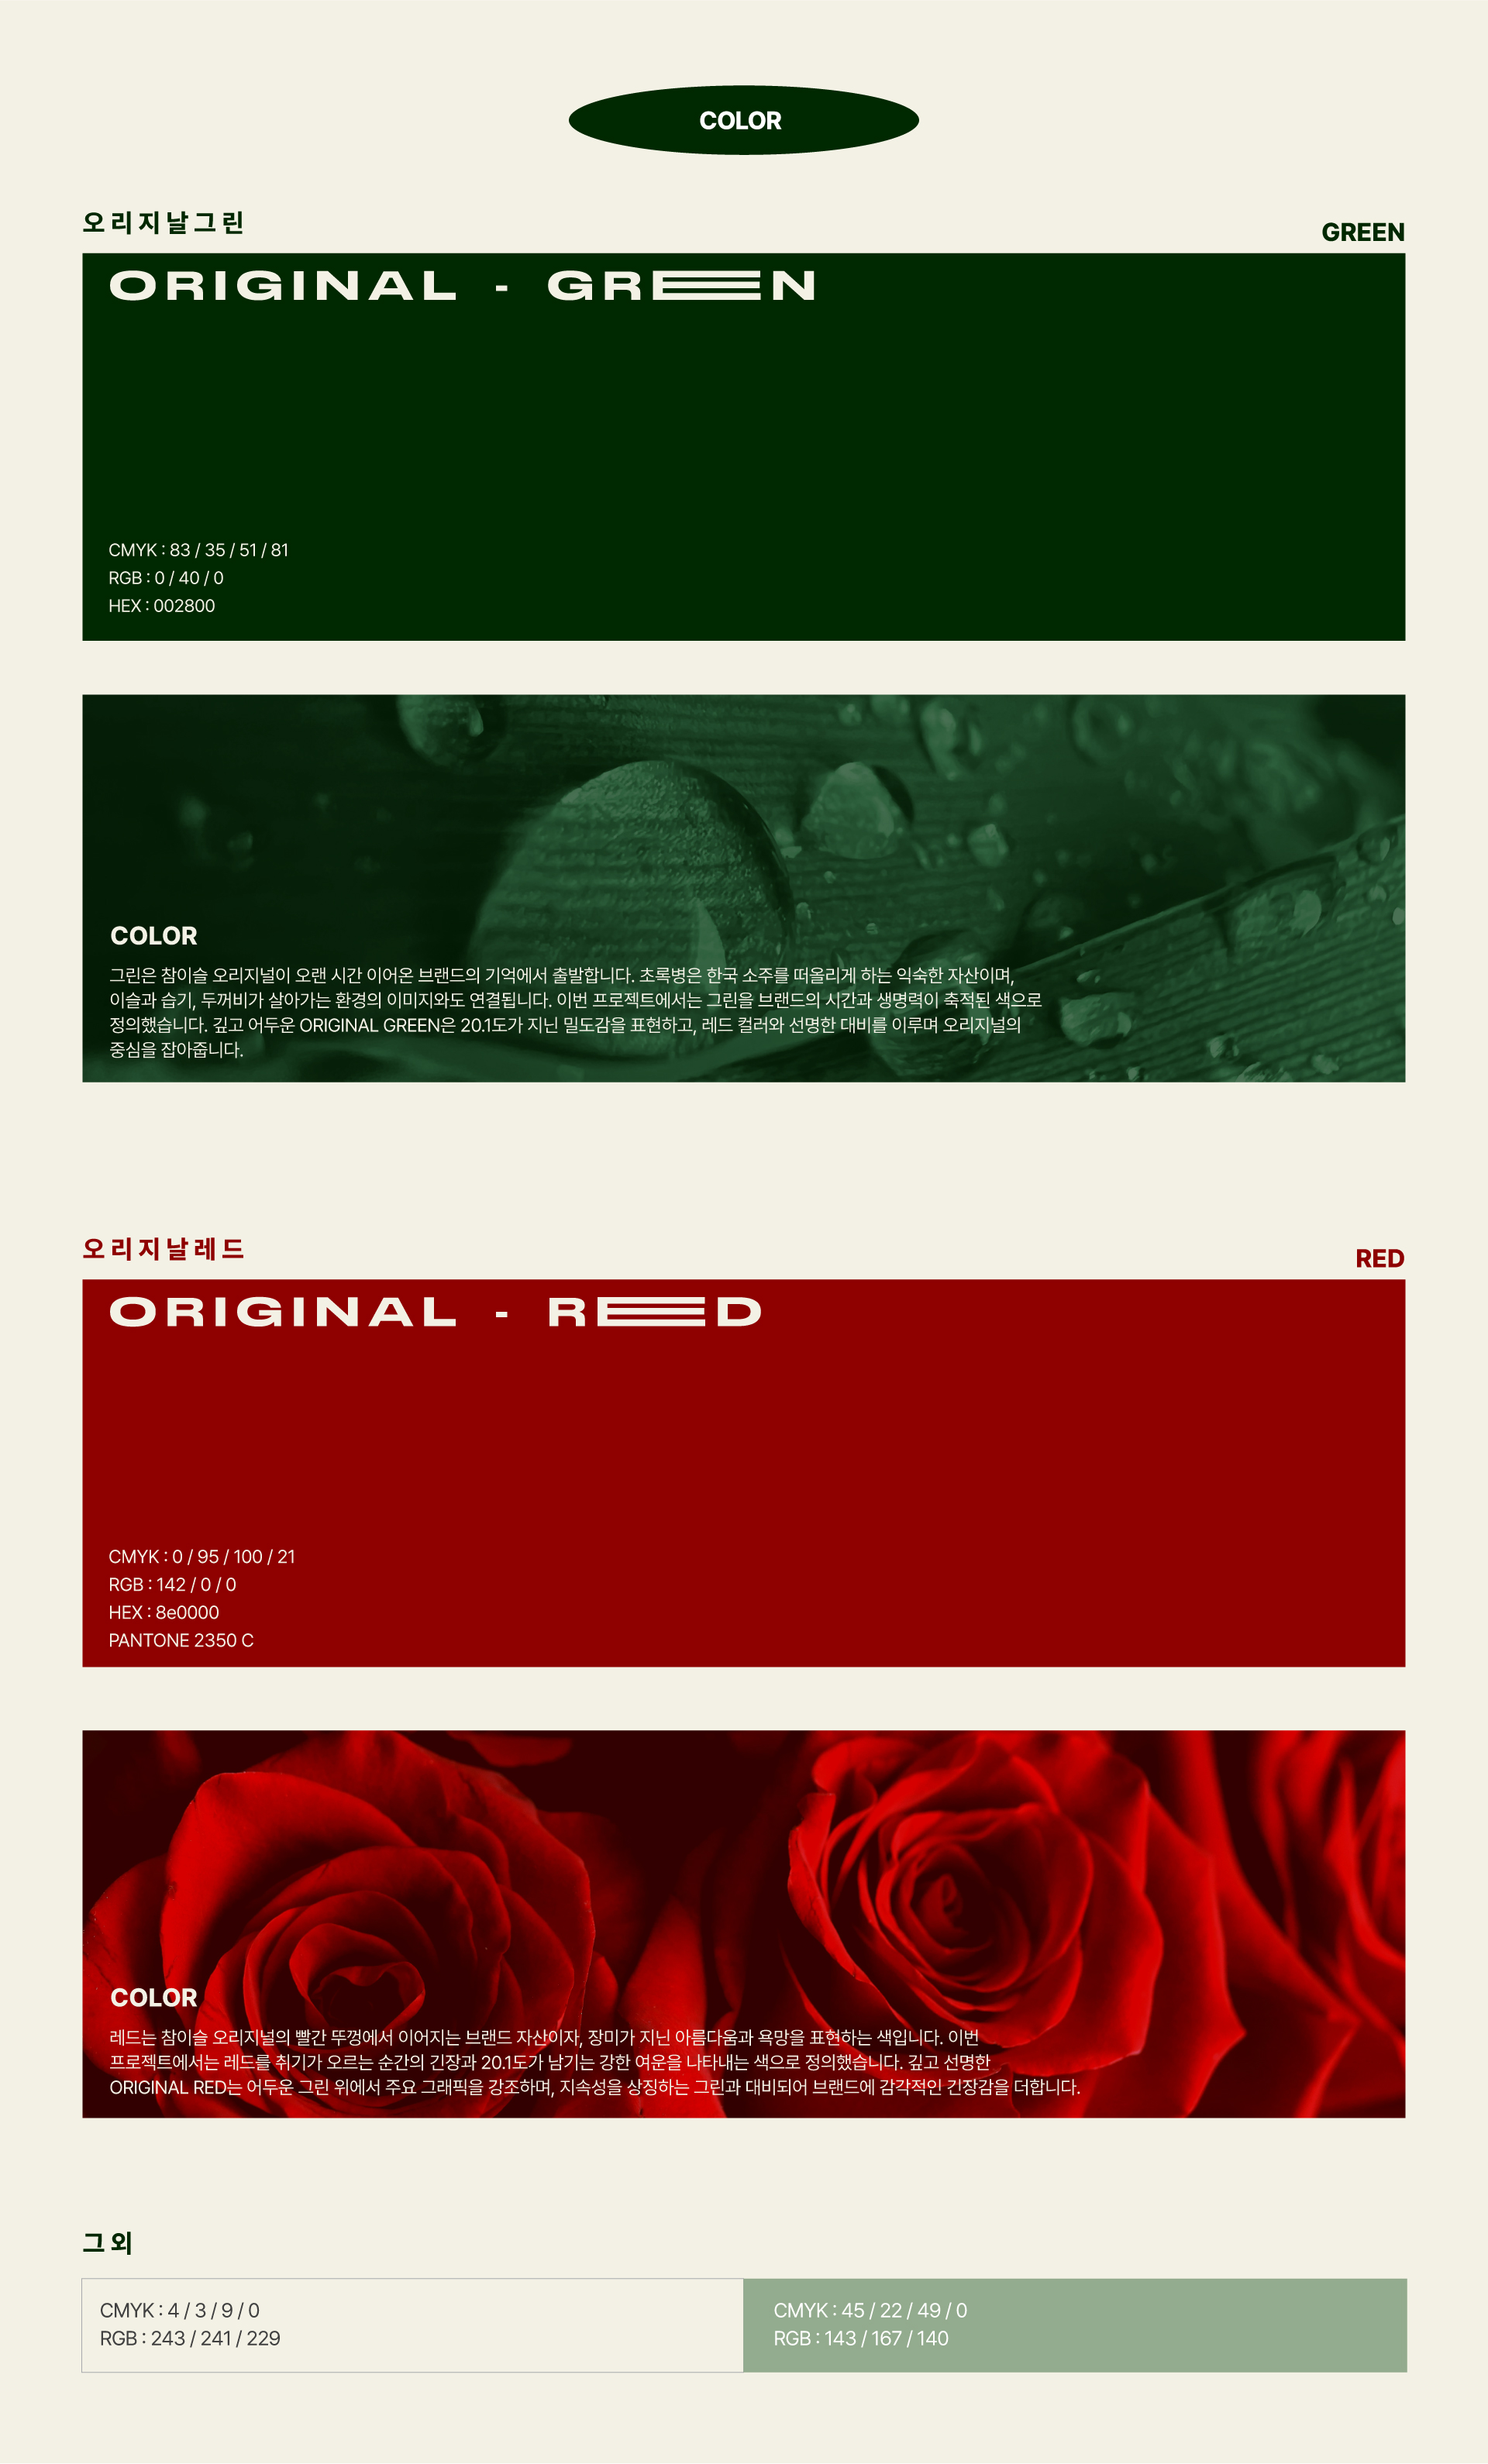 COLOR
오리지날그린
GREEN
ORIGINAL - GREEN
CMYK : 83 / 35 / 51 / 81
RGB : 0 / 40 / 0
HEX : 002800
COLOR
그린은 참이슬 오리지널이 오랜 시간 이어온 브랜드의 기억에서 출발합니다. 초록병은 한국 소주를 떠올리게 하는 익숙한 자산이며,
이슬과 습기, 두꺼비가 살아가는 환경의 이미지와도 연결됩니다. 이번 프로젝트에서는 그린을 브랜드의 시간과 생명력이 축적된 색으로
정의했습니다. 깊고 어두운 ORIGINAL GREEN은 20.1도가 지닌 밀도감을 표현하고, 레드 컬러와 선명한 대비를 이루며 오리지널의
중심을 잡아줍니다.
오리지날레드
RED
ORIGINAL - RED
CMYK : 0 / 95 / 100 / 21
RGB : 142 / 0 / 0
HEX : 8e0000
PANTONE 2350 C
COLOR
레드는 참이슬 오리지널의 빨간 뚜껑에서 이어지는 브랜드 자산이자, 장미가 지닌 아름다움과 욕망을 표현하는 색입니다. 이번
프로젝트에서는 레드를 취기가 오르는 순간의 긴장과 20.1도가 남기는 강한 여운을 나타내는 색으로 정의했습니다. 깊고 선명한
ORIGINAL RED는 어두운 그린 위에서 주요 그래픽을 강조하며, 지속성을 상징하는 그린과 대비되어 브랜드에 감각적인 긴장감을 더합니다.
그외
CMYK : 4 / 3 / 9 / 0
RGB : 243 / 241 / 229
CMYK : 45 / 22 / 49 / 0
RGB : 143 / 167 / 140